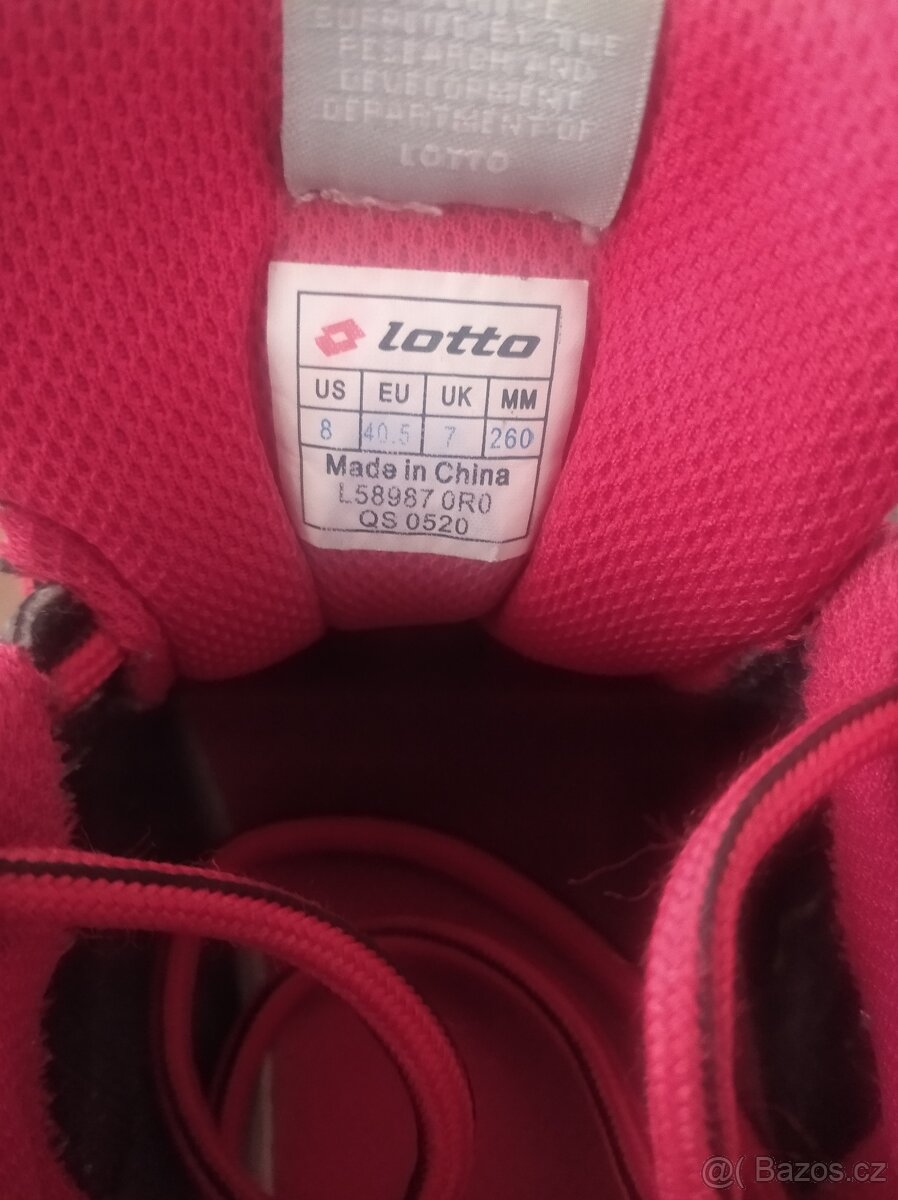 SUPPLIED BY THE
RESEARCH AND
DEVELOPMENT
DEPARTMENT OF
LOTTO
lotto
US EU UK MM
8 40.5 7 260
Made in China
L58987 0R0
QS 0520
@( Bazos.cz